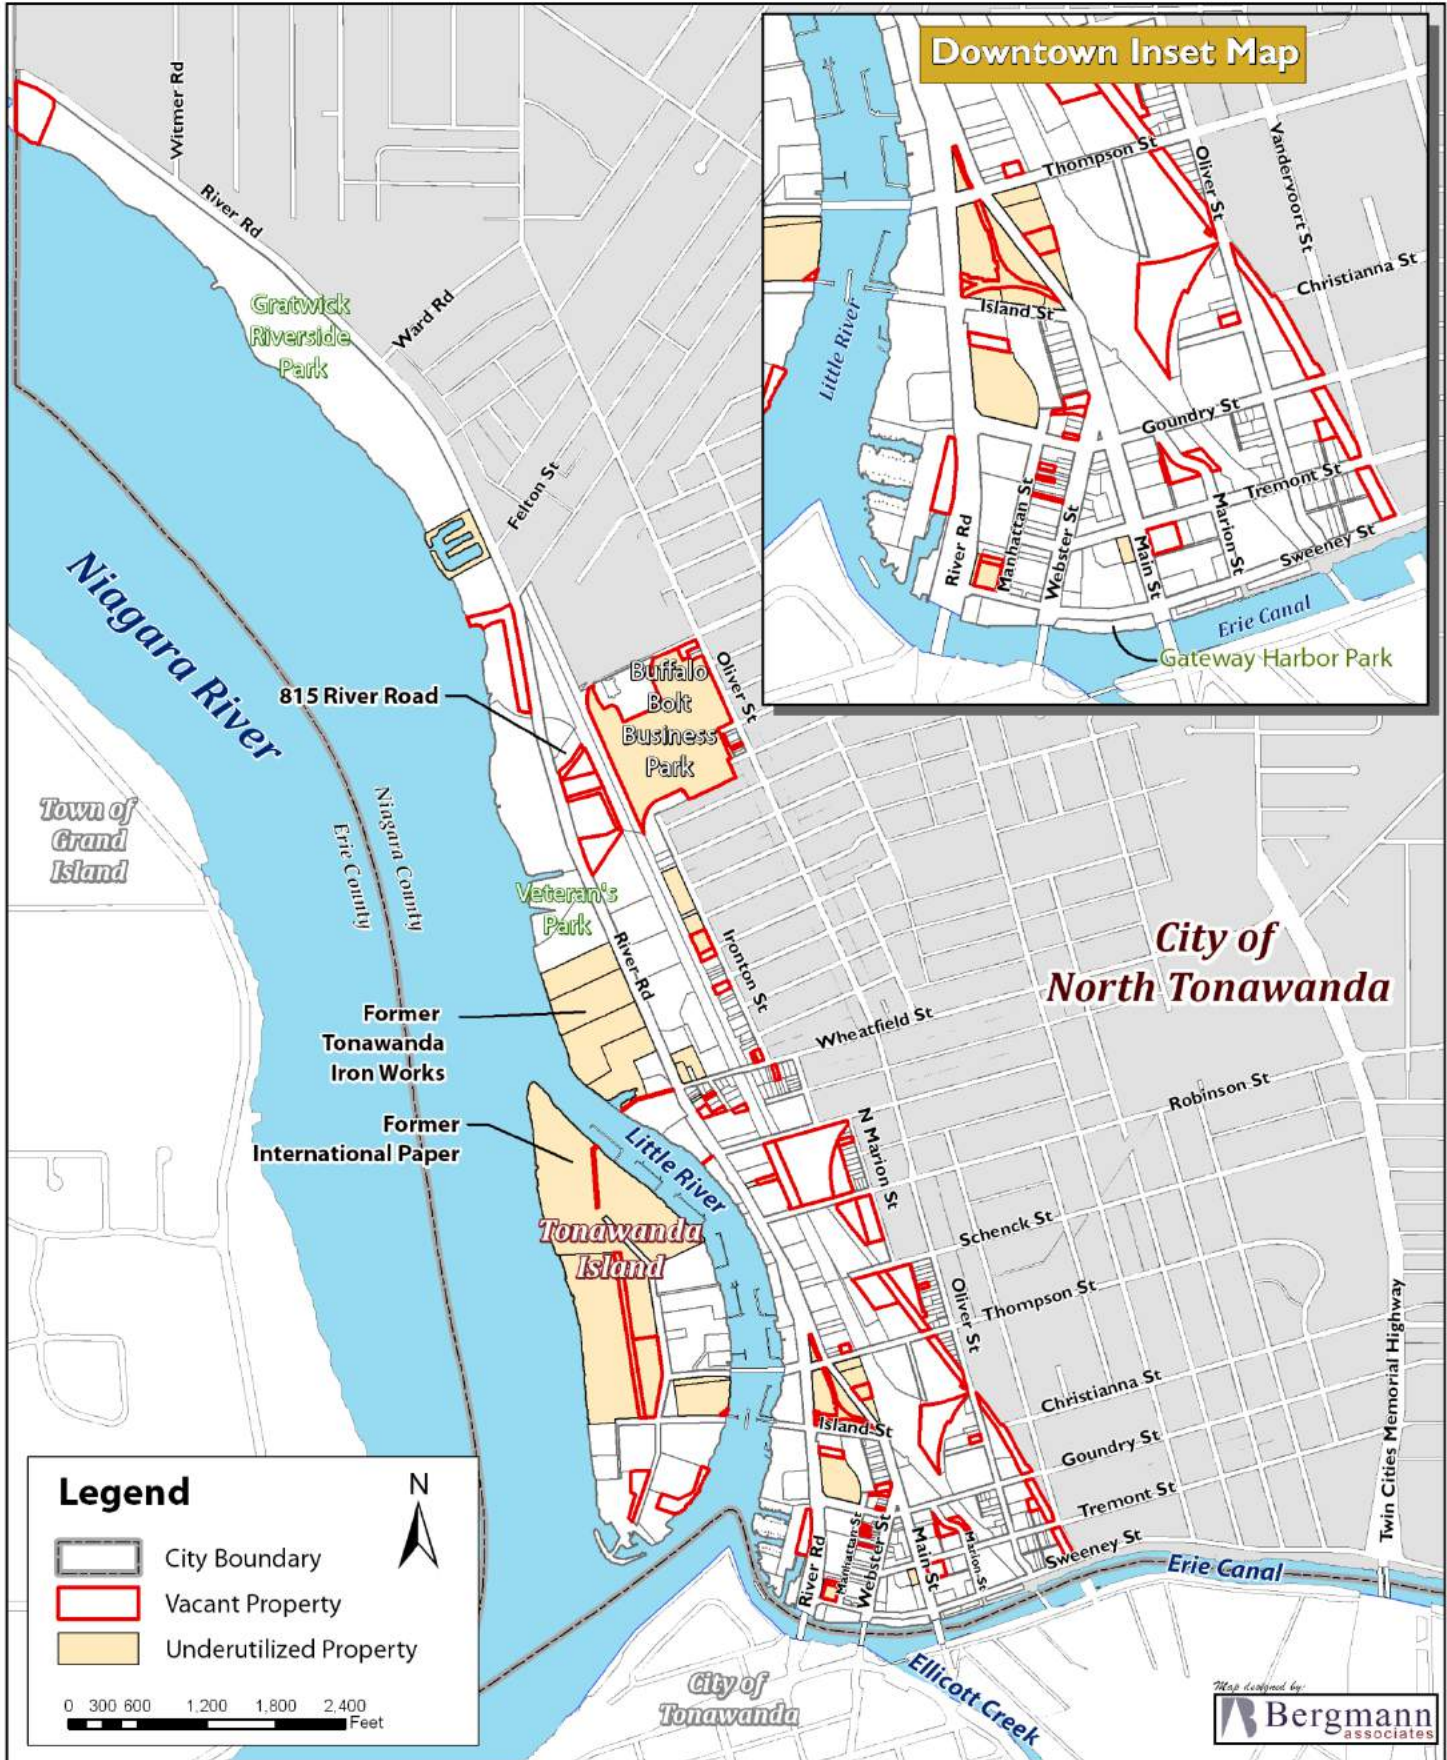 Downtown Inset Map
Thompson St
Oliver St
Vandervoort St
Christianna St
Island St
Little River
Goundry St
Tremont St
River Rd
Manhattan St
Webster St
Main St
Marion St
Sweeney St
Erie Canal
Gateway Harbor Park
Witmer Rd
River Rd
Gratwick
Riverside
Park
Ward Rd
Felton St
Niagara River
815 River Road
Buffalo
Bolt
Business
Park
Oliver St
Town of
Grand
Island
Niagara County
Erie County
Veteran's
Park
River Rd
Ironton St
City of
North Tonawanda
Former
Tonawanda
Iron Works
Wheatfield St
Robinson St
Former
International Paper
Little River
N Marion St
Tonawanda
Island
Schenck St
Oliver St
Thompson St
Christianna St
Island St
Goundry St
Tremont St
Twin Cities Memorial Highway
River Rd
Manhattan St
Webster St
Main St
Marion St
Sweeney St
Erie Canal
Ellicott Creek
City of
Tonawanda
Legend
N
City Boundary
Vacant Property
Underutilized Property
0 300 600 1,200 1,800 2,400
Feet
Map designed by:
Bergmann
associates